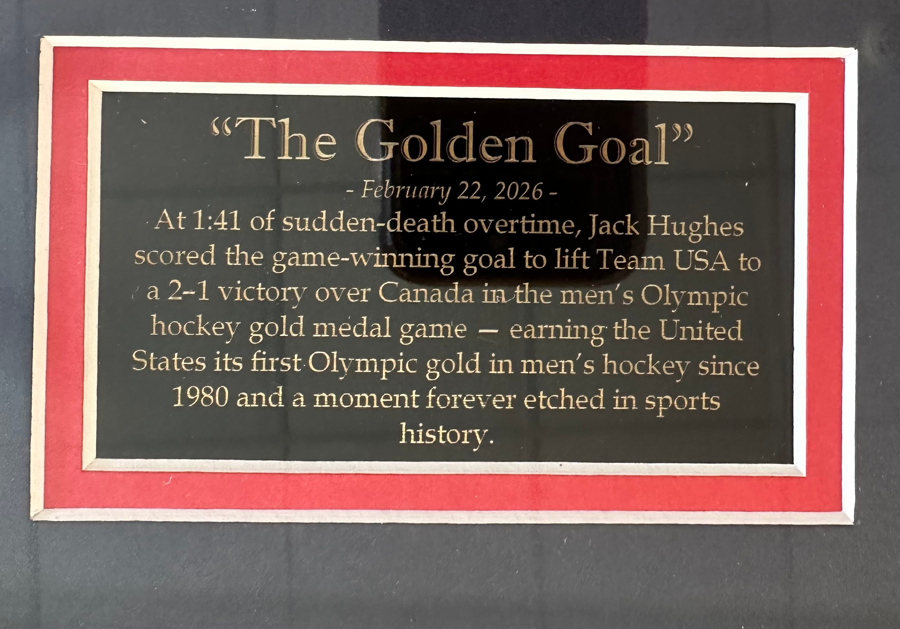 “The Golden Goal”
- February 22, 2026 -
At 1:41 of sudden-death overtime, Jack Hughes
scored the game-winning goal to lift Team USA to
a 2–1 victory over Canada in the men’s Olympic
hockey gold medal game — earning the United
States its first Olympic gold in men’s hockey since
1980 and a moment forever etched in sports
history.